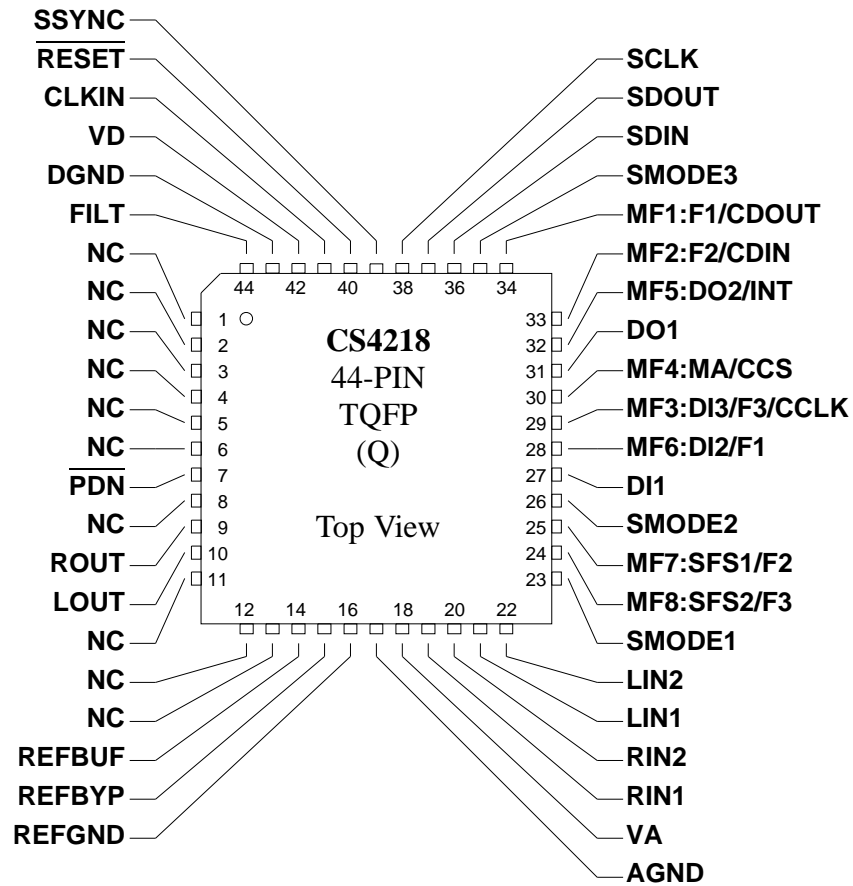 SSYNC
RESET
CLKIN
VD
DGND
FILT
NC
NC
NC
NC
NC
NC
PDN
NC
ROUT
LOUT
NC
NC
NC
REFBUF
REFBYP
REFGND
44 42 40 38 36 34
1
2
3
4
5
6
7
8
9
10
11
CS4218
44-PIN
TQFP
(Q)
Top View
33
32
31
30
29
28
27
26
25
24
23
12 14 16 18 20 22
SCLK
SDOUT
SDIN
SMODE3
MF1:F1/CDOUT
MF2:F2/CDIN
MF5:DO2/INT
DO1
MF4:MA/CCS
MF3:DI3/F3/CCLK
MF6:DI2/F1
DI1
SMODE2
MF7:SFS1/F2
MF8:SFS2/F3
SMODE1
LIN2
LIN1
RIN2
RIN1
VA
AGND